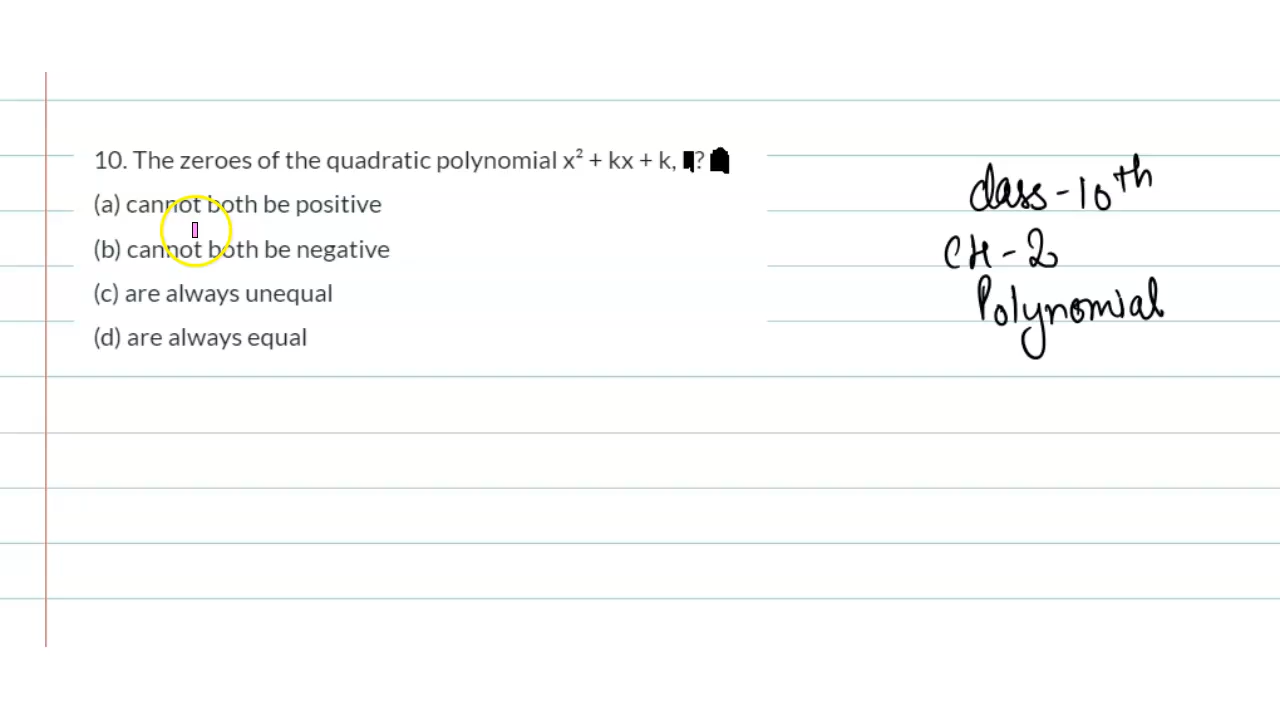 10. The zeroes of the quadratic polynomial x² + kx + k, ?
(a) cannot both be positive
(b) cannot both be negative
(c) are always unequal
(d) are always equal
class - 10th
CH - 2
Polynomial